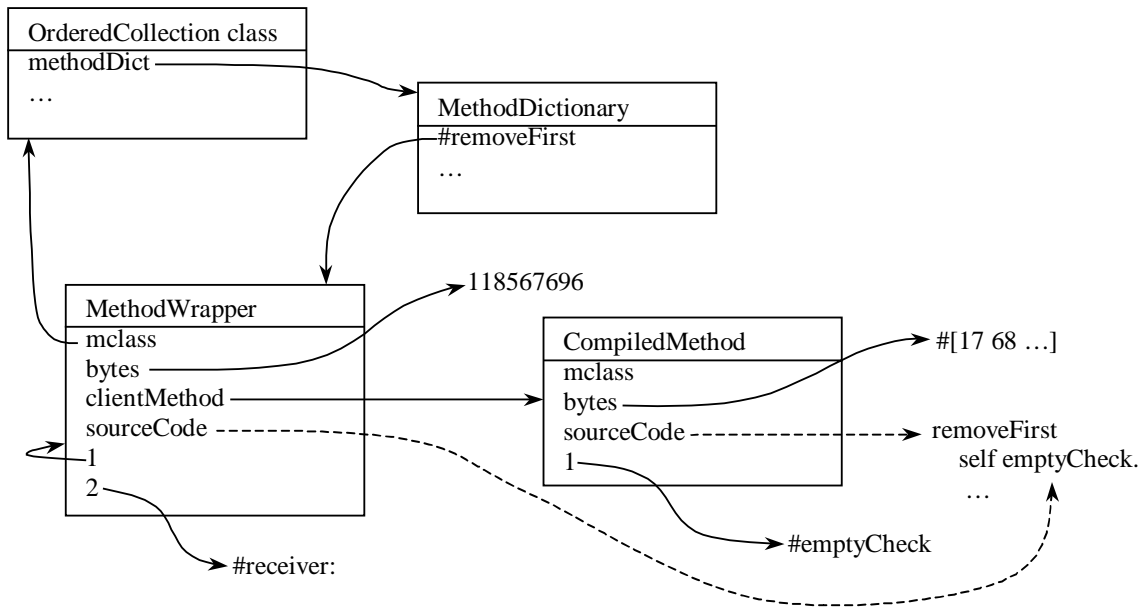 OrderedCollection class
methodDict
…
MethodDictionary
#removeFirst
…
MethodWrapper
mclass
bytes
clientMethod
sourceCode
1
2
118567696
#receiver:
CompiledMethod
mclass
bytes
sourceCode
1
#[17 68 …]
removeFirst
self emptyCheck.
…
#emptyCheck